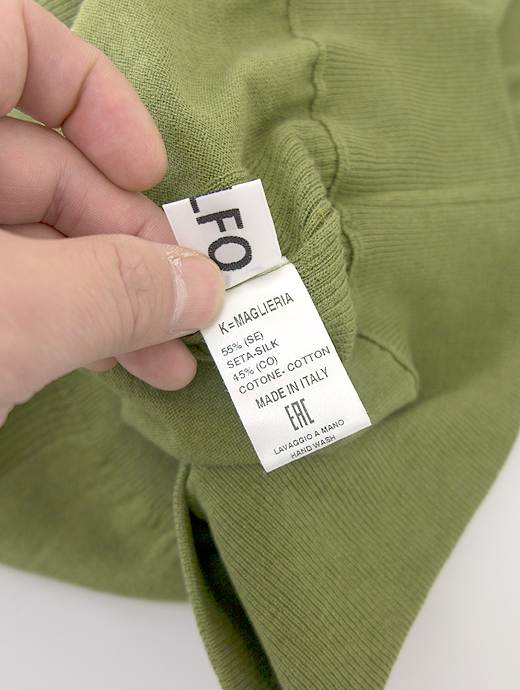 LFO
K=MAGLIERIA
55% (SE)
SETA-SILK
45% (CO)
COTONE- COTTON
MADE IN ITALY
EAC
LAVAGGIO A MANO
HAND WASH